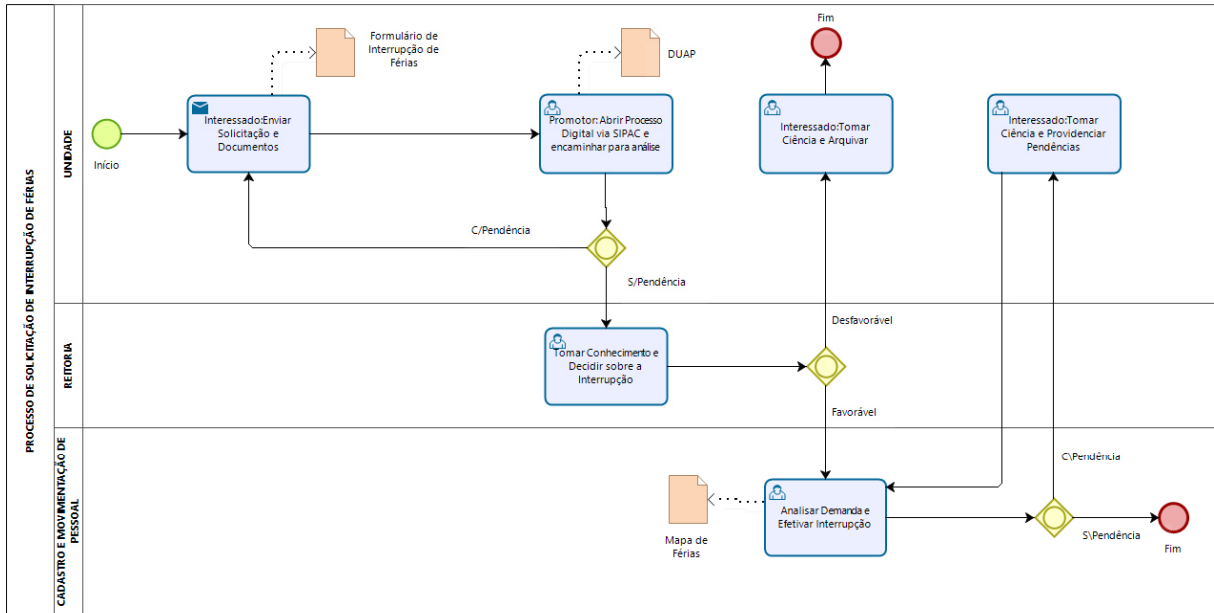 PROCESSO DE SOLICITAÇÃO DE INTERRUPÇÃO DE FÉRIAS
UNIDADE
Início
Interessado:Enviar
Solicitação e
Documentos
Formulário de
Interrupção de
Férias
Promotor: Abrir Processo
Digital via SIPAC e
encaminhar para análise
DUAP
C/Pendência
S/Pendência
Fim
Interessado:Tomar
Ciência e Arquivar
Interessado:Tomar
Ciência e Providenciar
Pendências
REITORIA
Tomar Conhecimento e
Decidir sobre a
Interrupção
Desfavorável
Favorável
CADASTRO E MOVIMENTAÇÃO DE
PESSOAL
Mapa de
Férias
Analisar Demanda e
Efetivar Interrupção
C\Pendência
S\Pendência
Fim